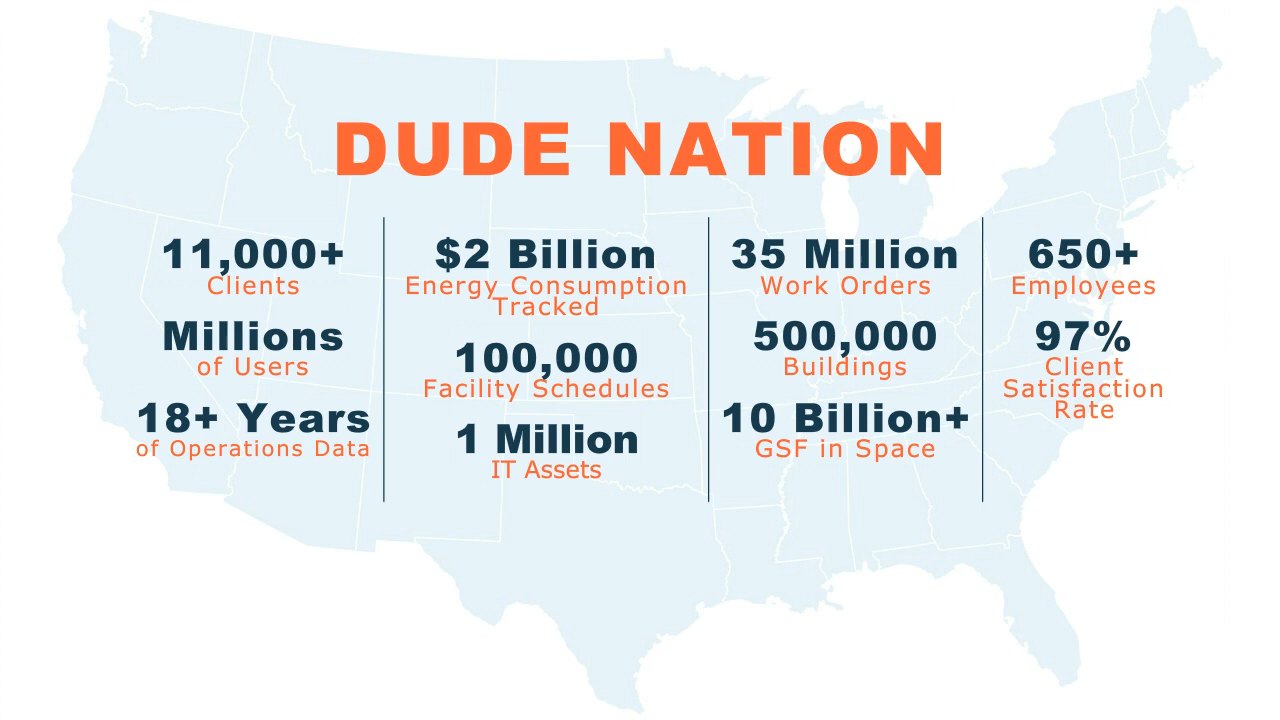 DUDE NATION
11,000+
Clients
Millions
of Users
18+ Years
of Operations Data
$2 Billion
Energy Consumption
Tracked
100,000
Facility Schedules
1 Million
IT Assets
35 Million
Work Orders
500,000
Buildings
10 Billion+
GSF in Space
650+
Employees
97%
Client
Satisfaction
Rate